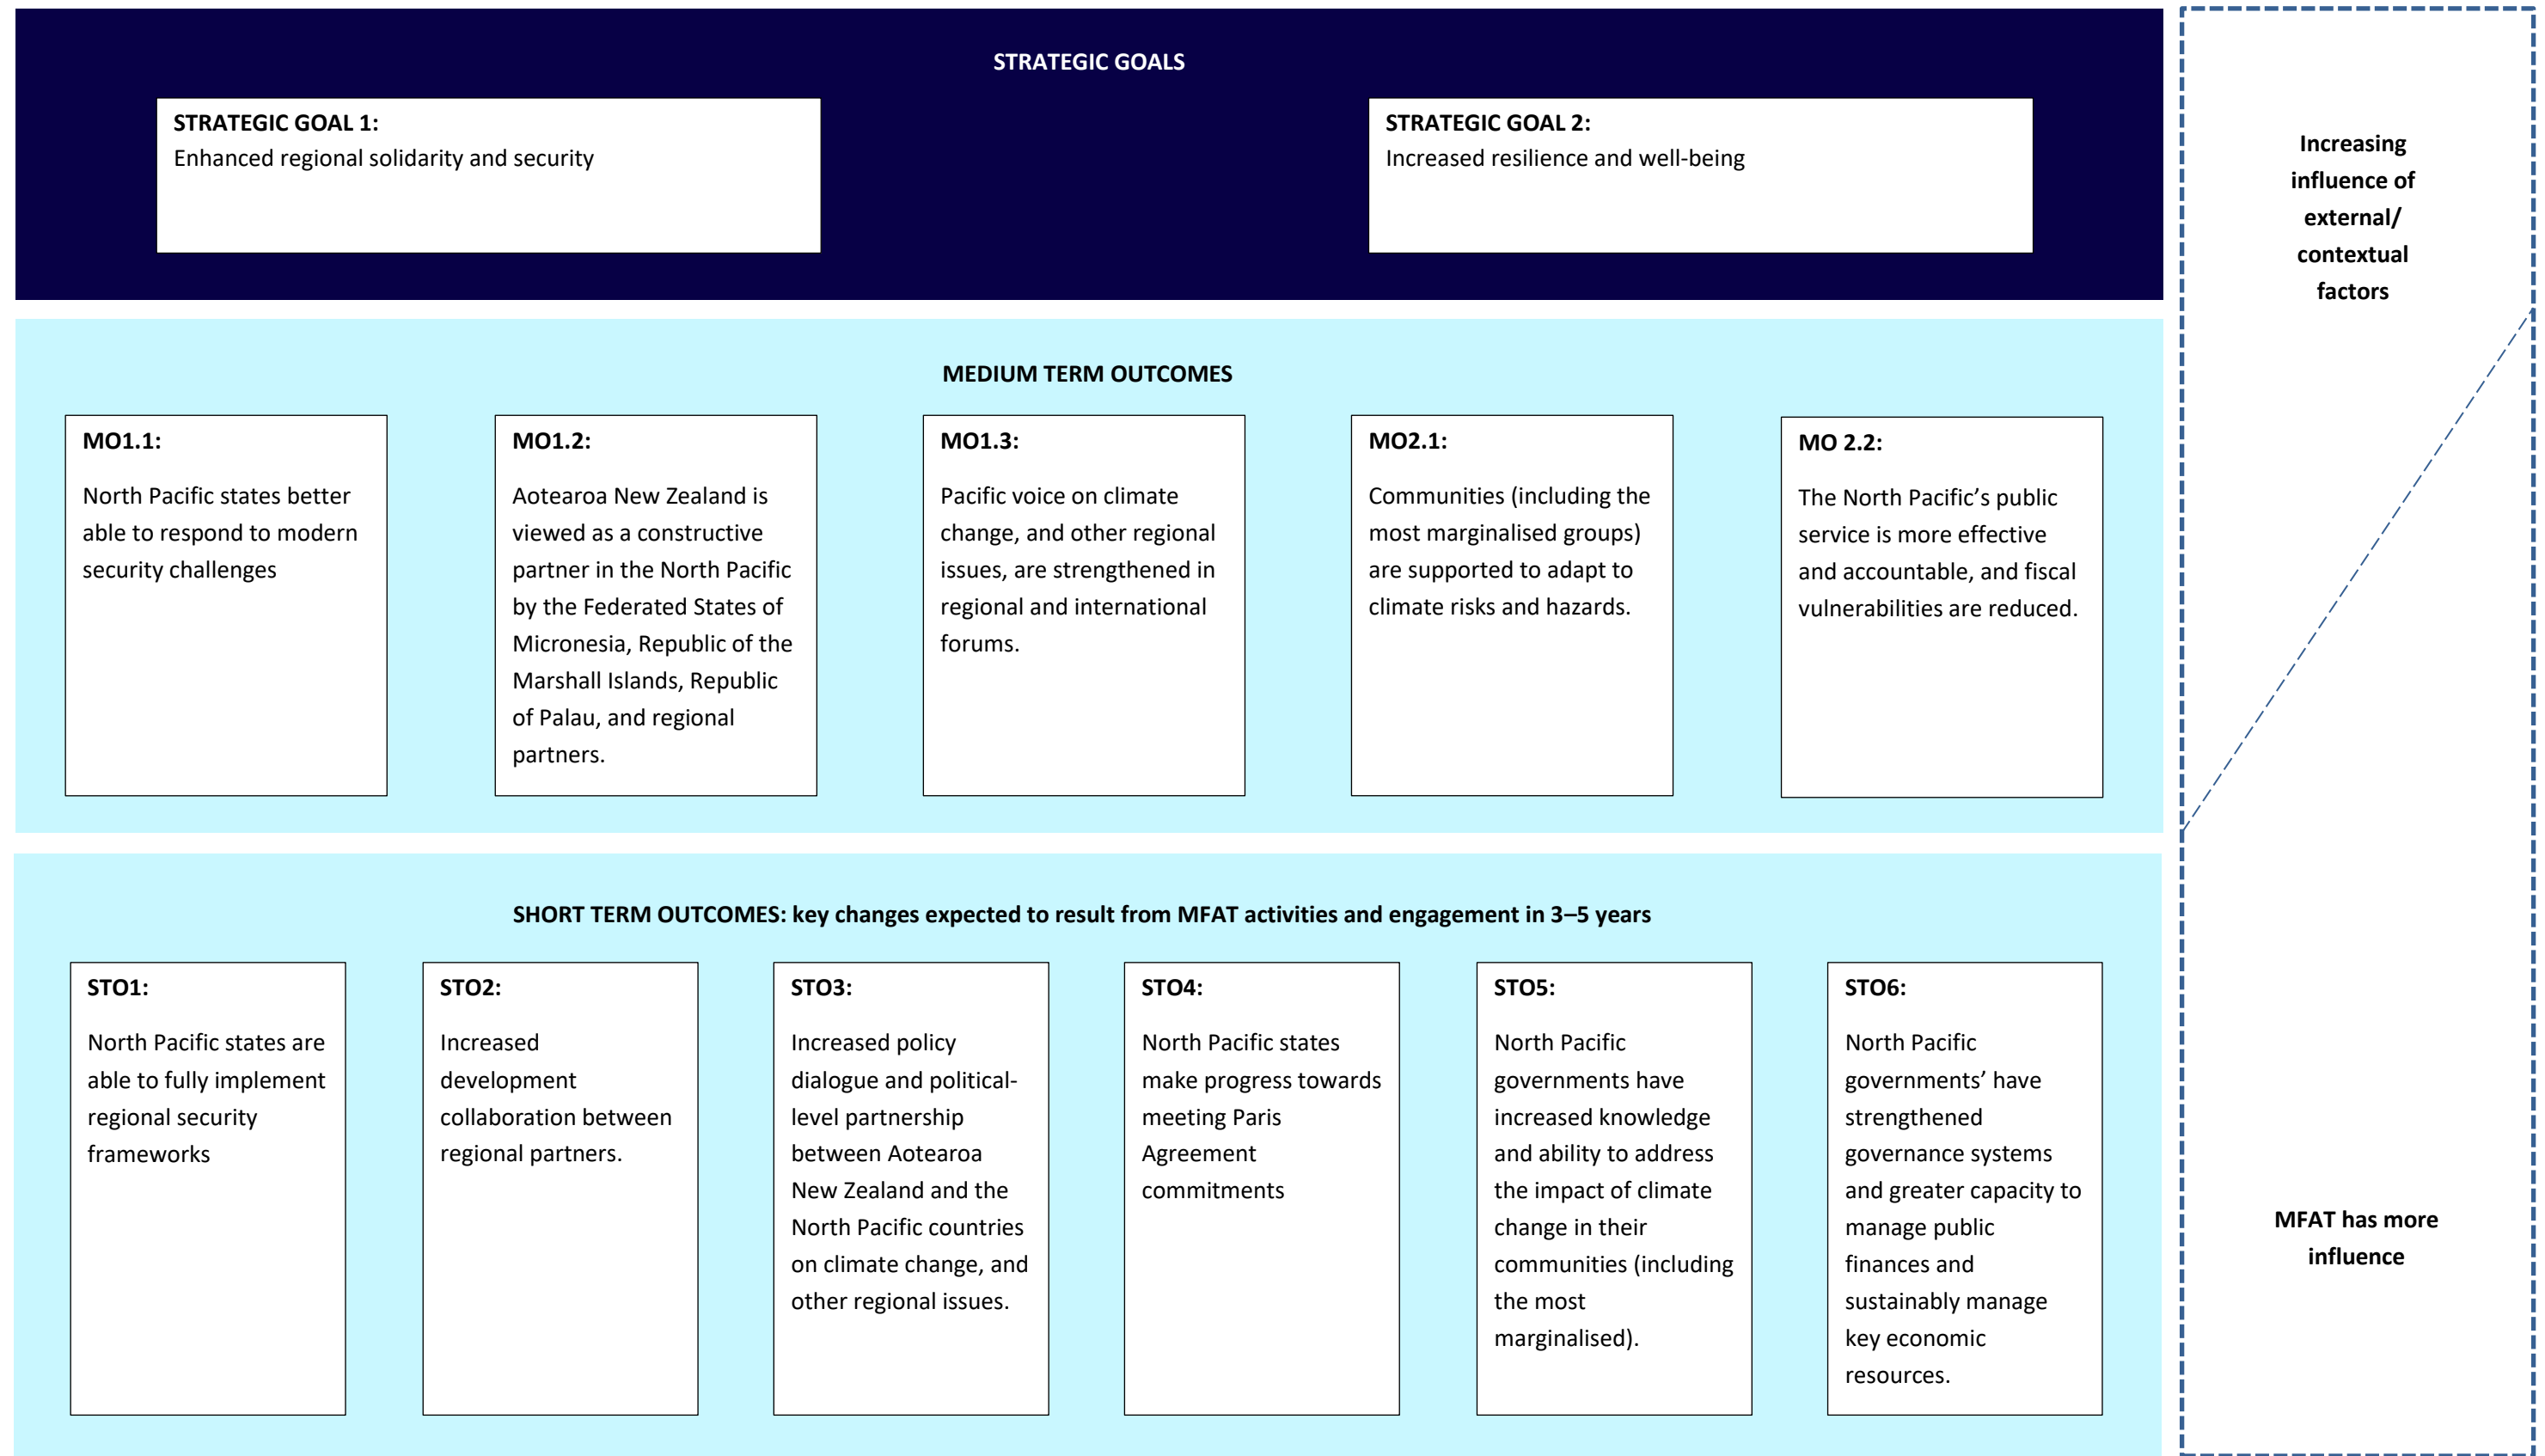 STRATEGIC GOALS
STRATEGIC GOAL 1:
Enhanced regional solidarity and security
STRATEGIC GOAL 2:
Increased resilience and well-being
MEDIUM TERM OUTCOMES
MO1.1:
North Pacific states better
able to respond to modern
security challenges
MO1.2:
Aotearoa New Zealand is
viewed as a constructive
partner in the North Pacific
by the Federated States of
Micronesia, Republic of the
Marshall Islands, Republic
of Palau, and regional
partners.
MO1.3:
Pacific voice on climate
change, and other regional
issues, are strengthened in
regional and international
forums.
MO2.1:
Communities (including the
most marginalised groups)
are supported to adapt to
climate risks and hazards.
MO 2.2:
The North Pacific’s public
service is more effective
and accountable, and fiscal
vulnerabilities are reduced.
SHORT TERM OUTCOMES: key changes expected to result from MFAT activities and engagement in 3–5 years
STO1:
North Pacific states are
able to fully implement
regional security
frameworks
STO2:
Increased
development
collaboration between
regional partners.
STO3:
Increased policy
dialogue and political-
level partnership
between Aotearoa
New Zealand and the
North Pacific countries
on climate change, and
other regional issues.
STO4:
North Pacific states
make progress towards
meeting Paris
Agreement
commitments
STO5:
North Pacific
governments have
increased knowledge
and ability to address
the impact of climate
change in their
communities (including
the most
marginalised).
STO6:
North Pacific
governments’ have
strengthened
governance systems
and greater capacity to
manage public
finances and
sustainably manage
key economic
resources.
Increasing
influence of
external/
contextual
factors
MFAT has more
influence